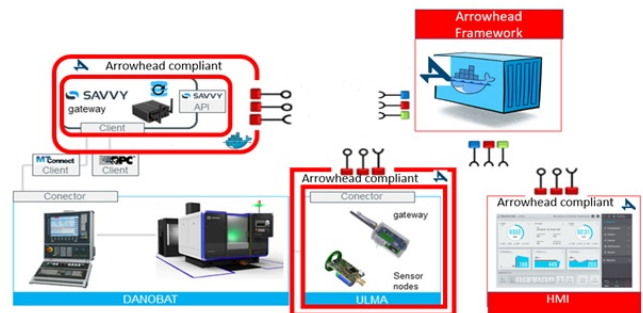 Arrowhead
Framework
Arrowhead compliant
SAVVY
gateway
SAVVY
API
Client
MTconnect
Client
OPC
Client
Conector
DANOBAT
Arrowhead compliant
Conector
gateway
Sensor
nodes
ULMA
Arrowhead compliant
HMI